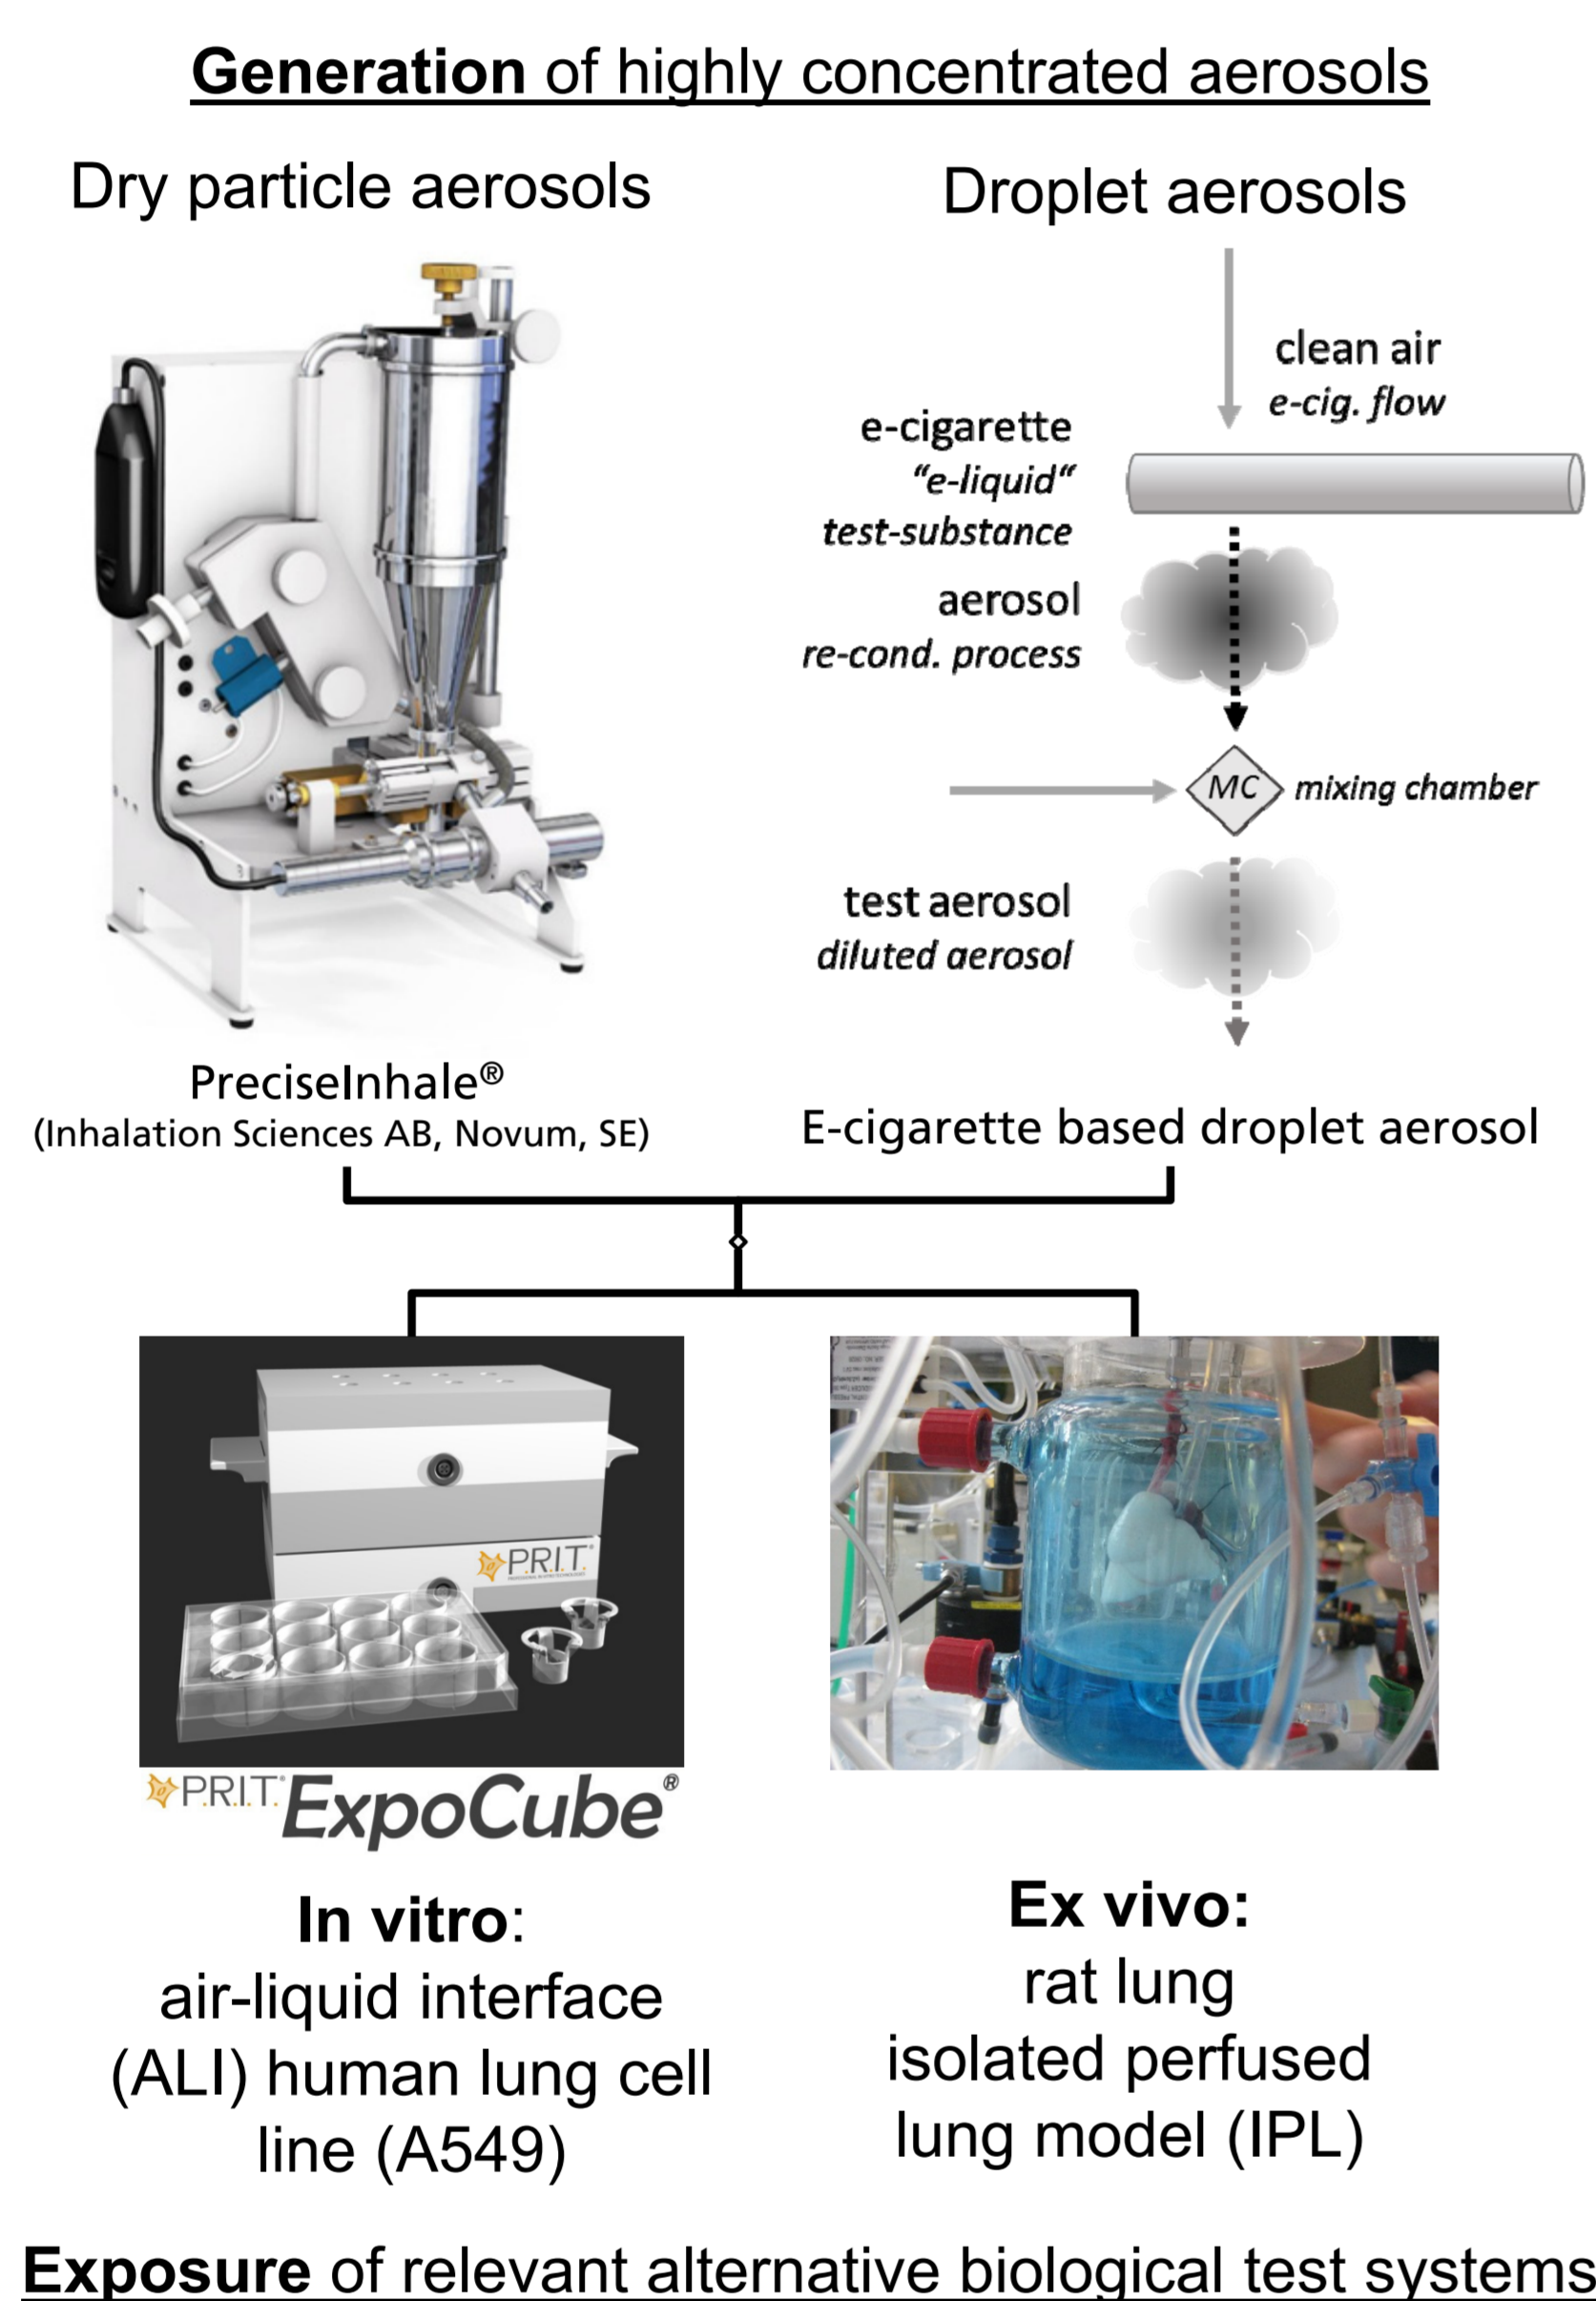 Generation of highly concentrated aerosols
Dry particle aerosols
Droplet aerosols
clean air
e-cig. flow
e-cigarette
“e-liquid“
test-substance
aerosol
re-cond. process
MC
mixing chamber
test aerosol
diluted aerosol
PreciseInhale®
(Inhalation Sciences AB, Novum, SE)
E-cigarette based droplet aerosol
P.R.I.T.®
P.R.I.T.® ExpoCube®
In vitro:
air-liquid interface
(ALI) human lung cell
line (A549)
Ex vivo:
rat lung
isolated perfused
lung model (IPL)
Exposure of relevant alternative biological test systems